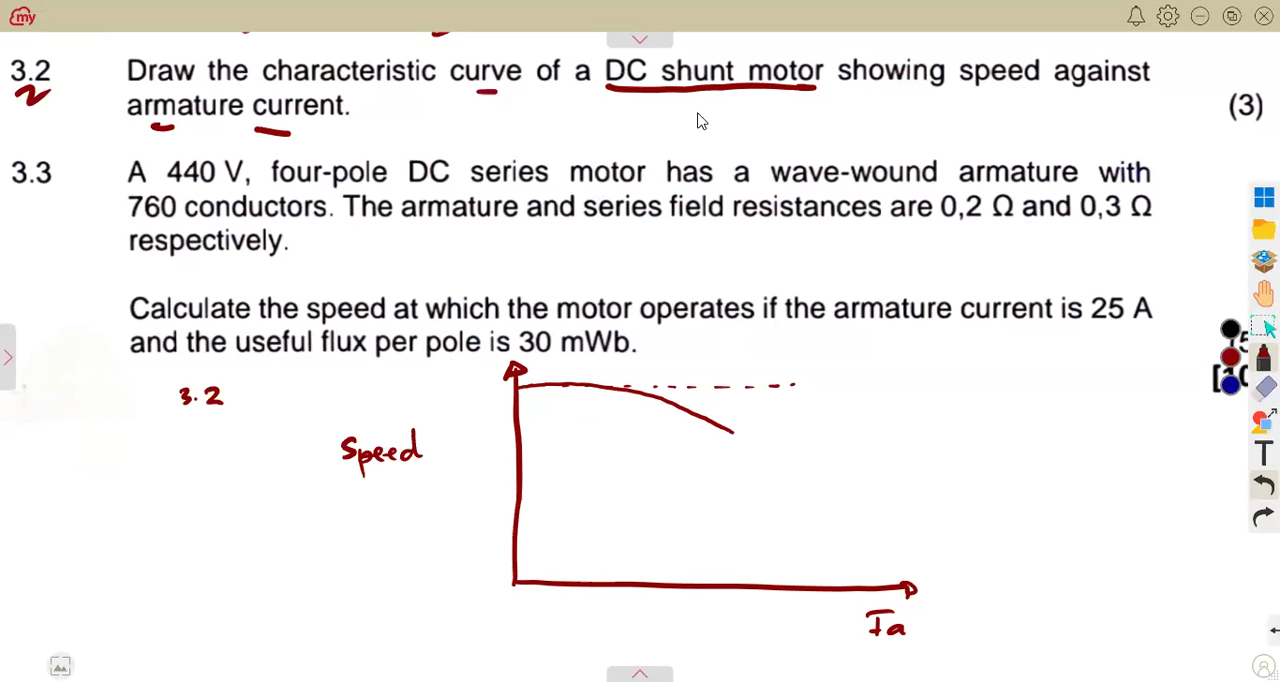 my
3.2 Draw the characteristic curve of a DC shunt motor showing speed against
armature current. (3)
3.3 A 440 V, four-pole DC series motor has a wave-wound armature with
760 conductors. The armature and series field resistances are 0,2 Ω and 0,3 Ω
respectively.
Calculate the speed at which the motor operates if the armature current is 25 A
and the useful flux per pole is 30 mWb.
3.2
Speed
Ia
T